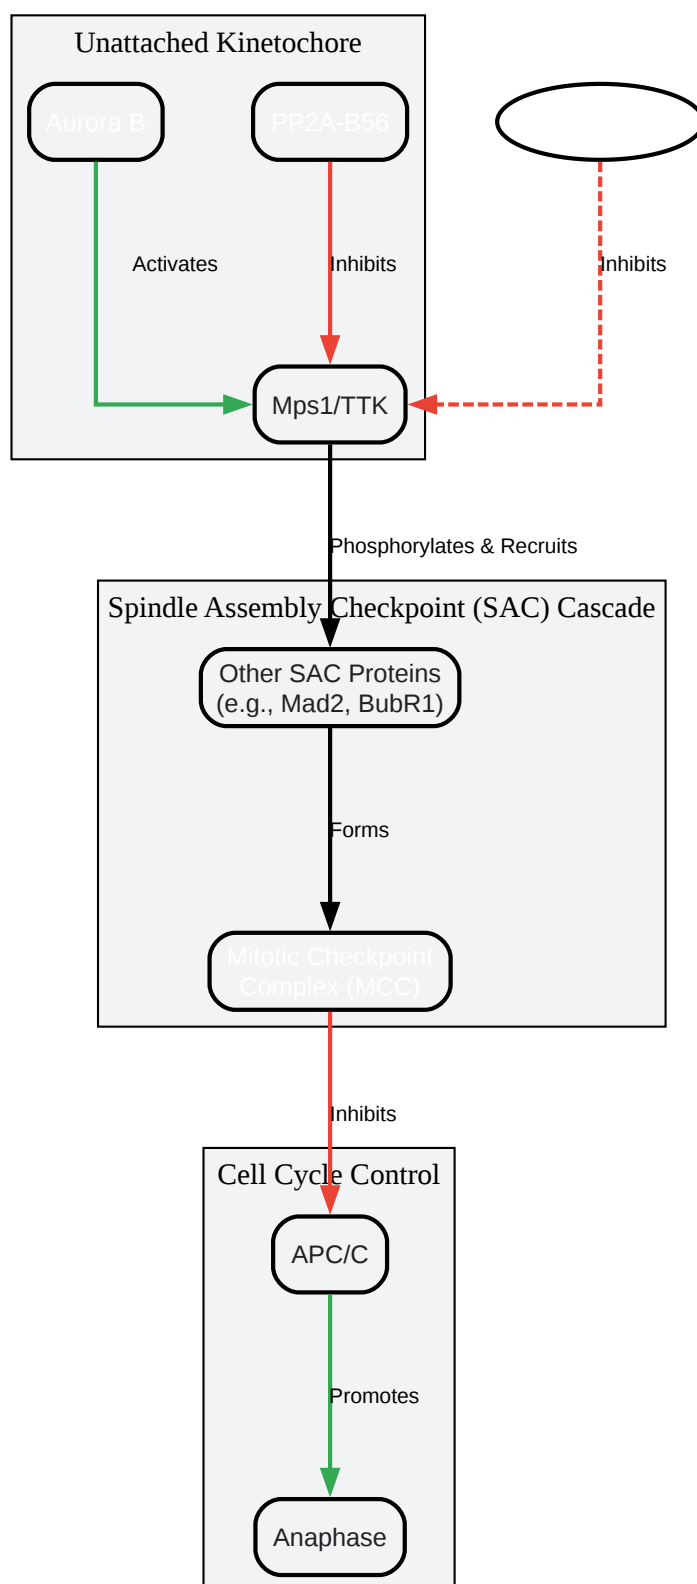 Unattached Kinetochore
Aurora B
PP2A-B56
Activates
Inhibits
Inhibits
Mps1/TTK
Phosphorylates & Recruits
Spindle Assembly Checkpoint (SAC) Cascade
Other SAC Proteins
(e.g., Mad2, BubR1)
Forms
Mitotic Checkpoint
Complex (MCC)
Inhibits
Cell Cycle Control
APC/C
Promotes
Anaphase